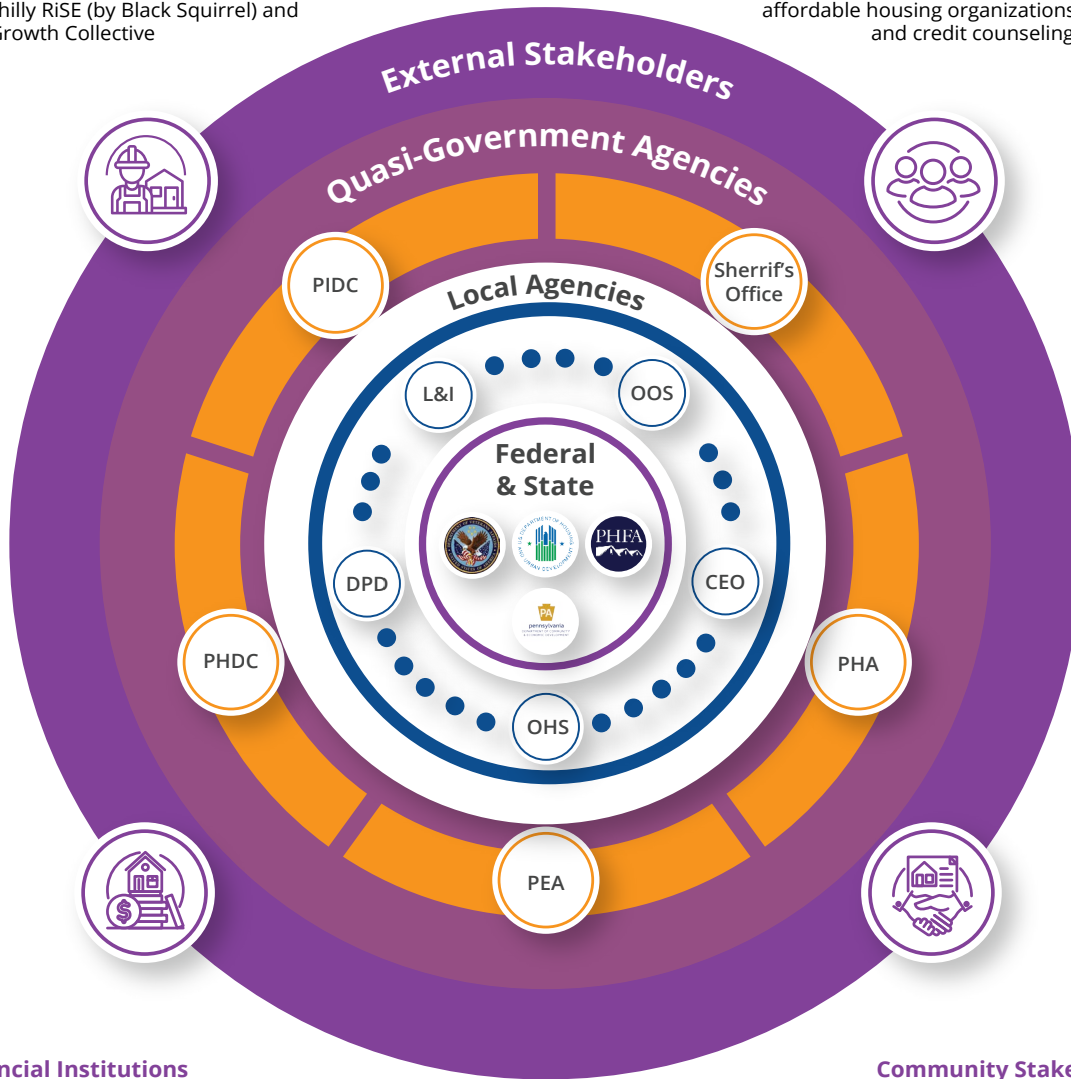 hilly RiSE (by Black Squirrel) and
Growth Collective
affordable housing organizations
and credit counseling
External Stakeholders
Quasi-Government Agencies
PIDC
Sherrif's
Office
Local Agencies
L&I
OOS
Federal
& State
PHFA
DPD
CEO
PA
pennsylvania
PHDC
PHA
OHS
PEA
$
ncial Institutions
Community Stake